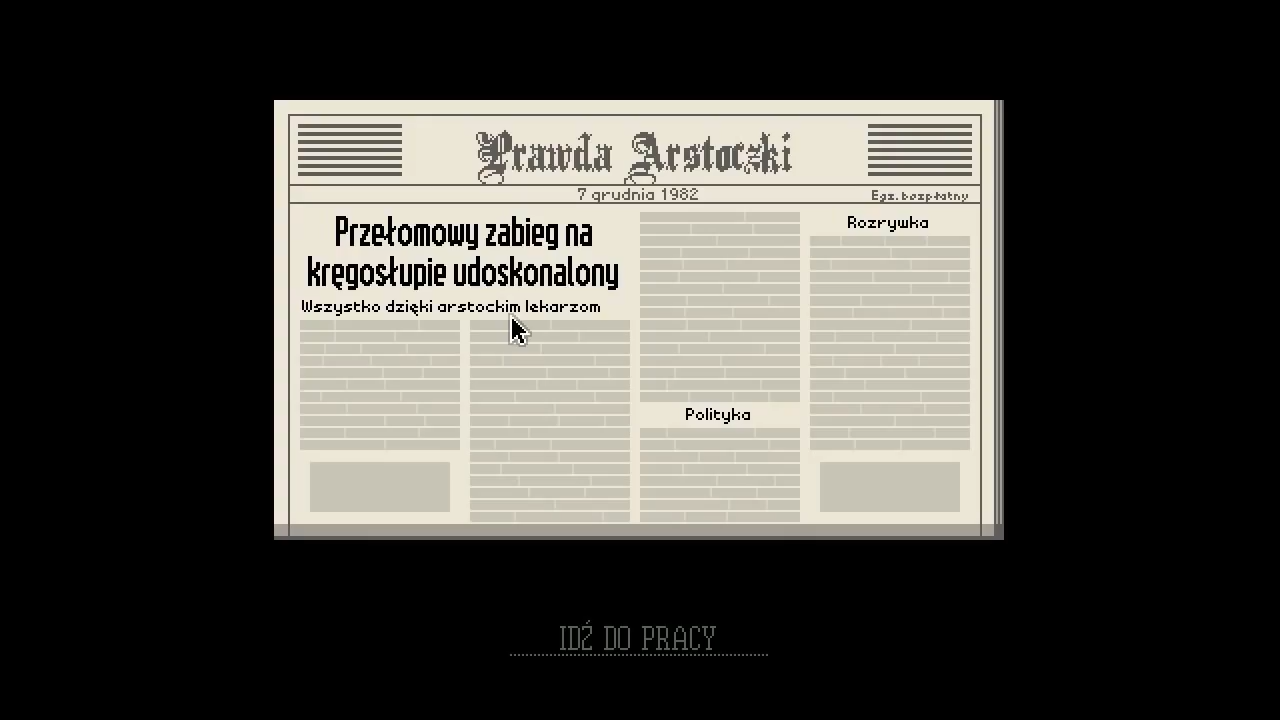 Prawda Arstoczki
7 grudnia 1982
Egz. bezpłatny
Przełomowy zabieg na
kręgosłupie udoskonalony
Wszystko dzięki arstockim lekarzom
Polityka
Rozrywka
IDŹ DO PRACY